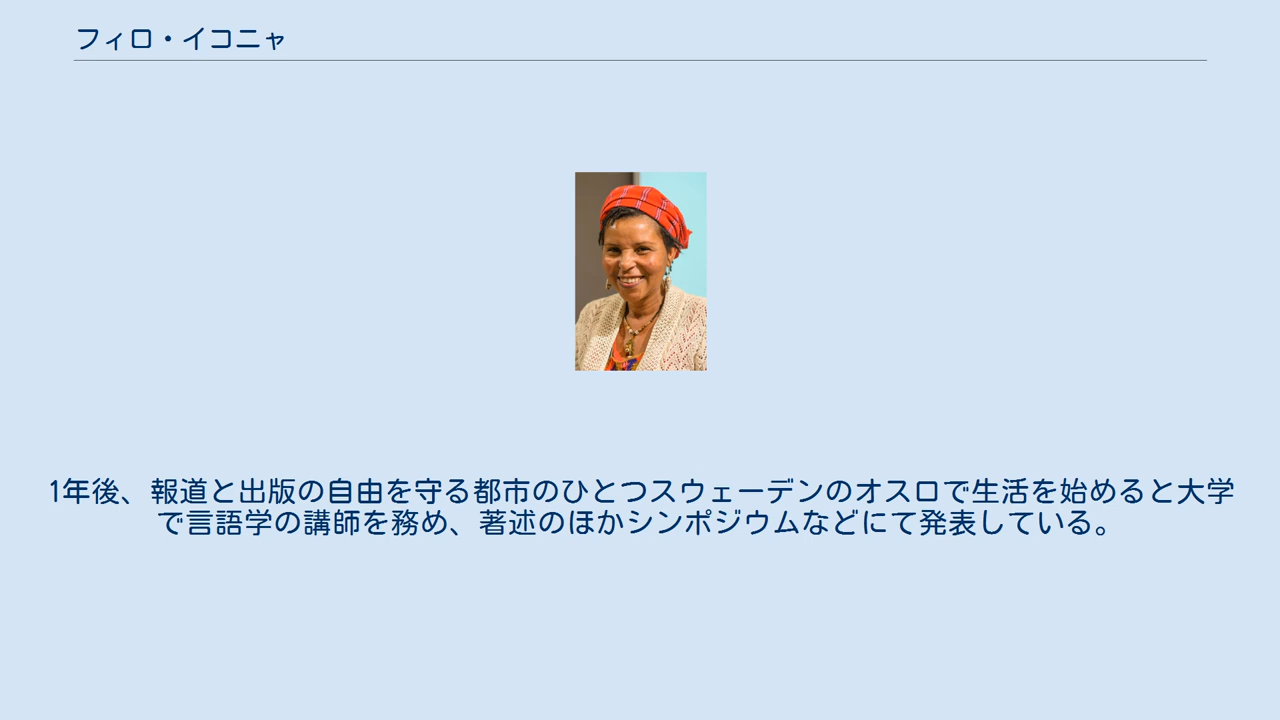 フィロ・イコニャ
1年後、報道と出版の自由を守る都市のひとつスウェーデンのオスロで生活を始めると大学
で言語学の講師を務め、著述のほかシンポジウムなどにて発表している。